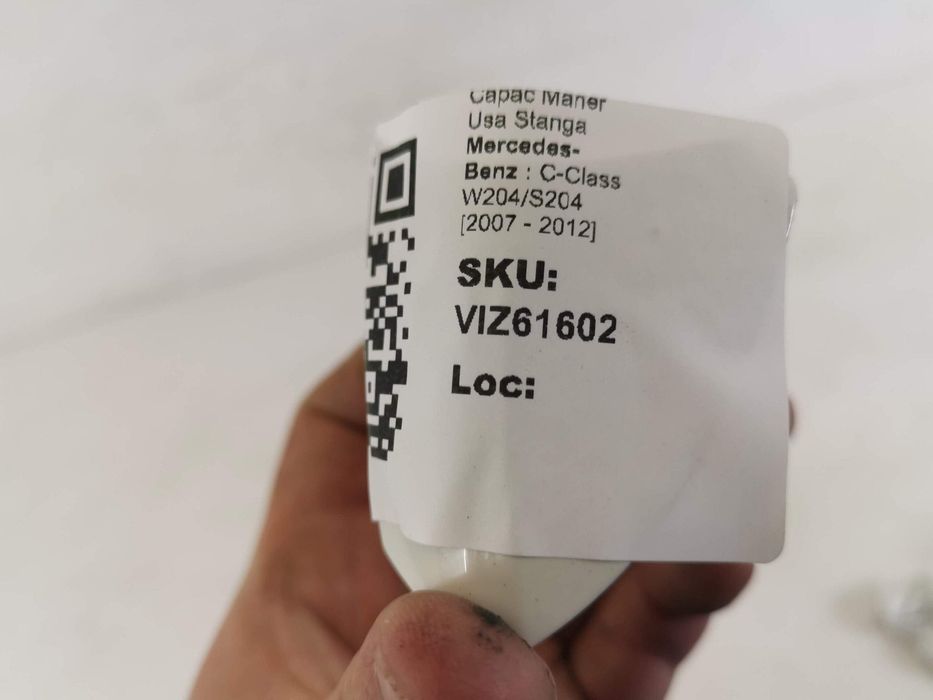 Capac Maner
Usa Stanga
Mercedes-
Benz : C-Class
W204/S204
[2007 - 2012]
SKU:
VIZ61602
Loc: